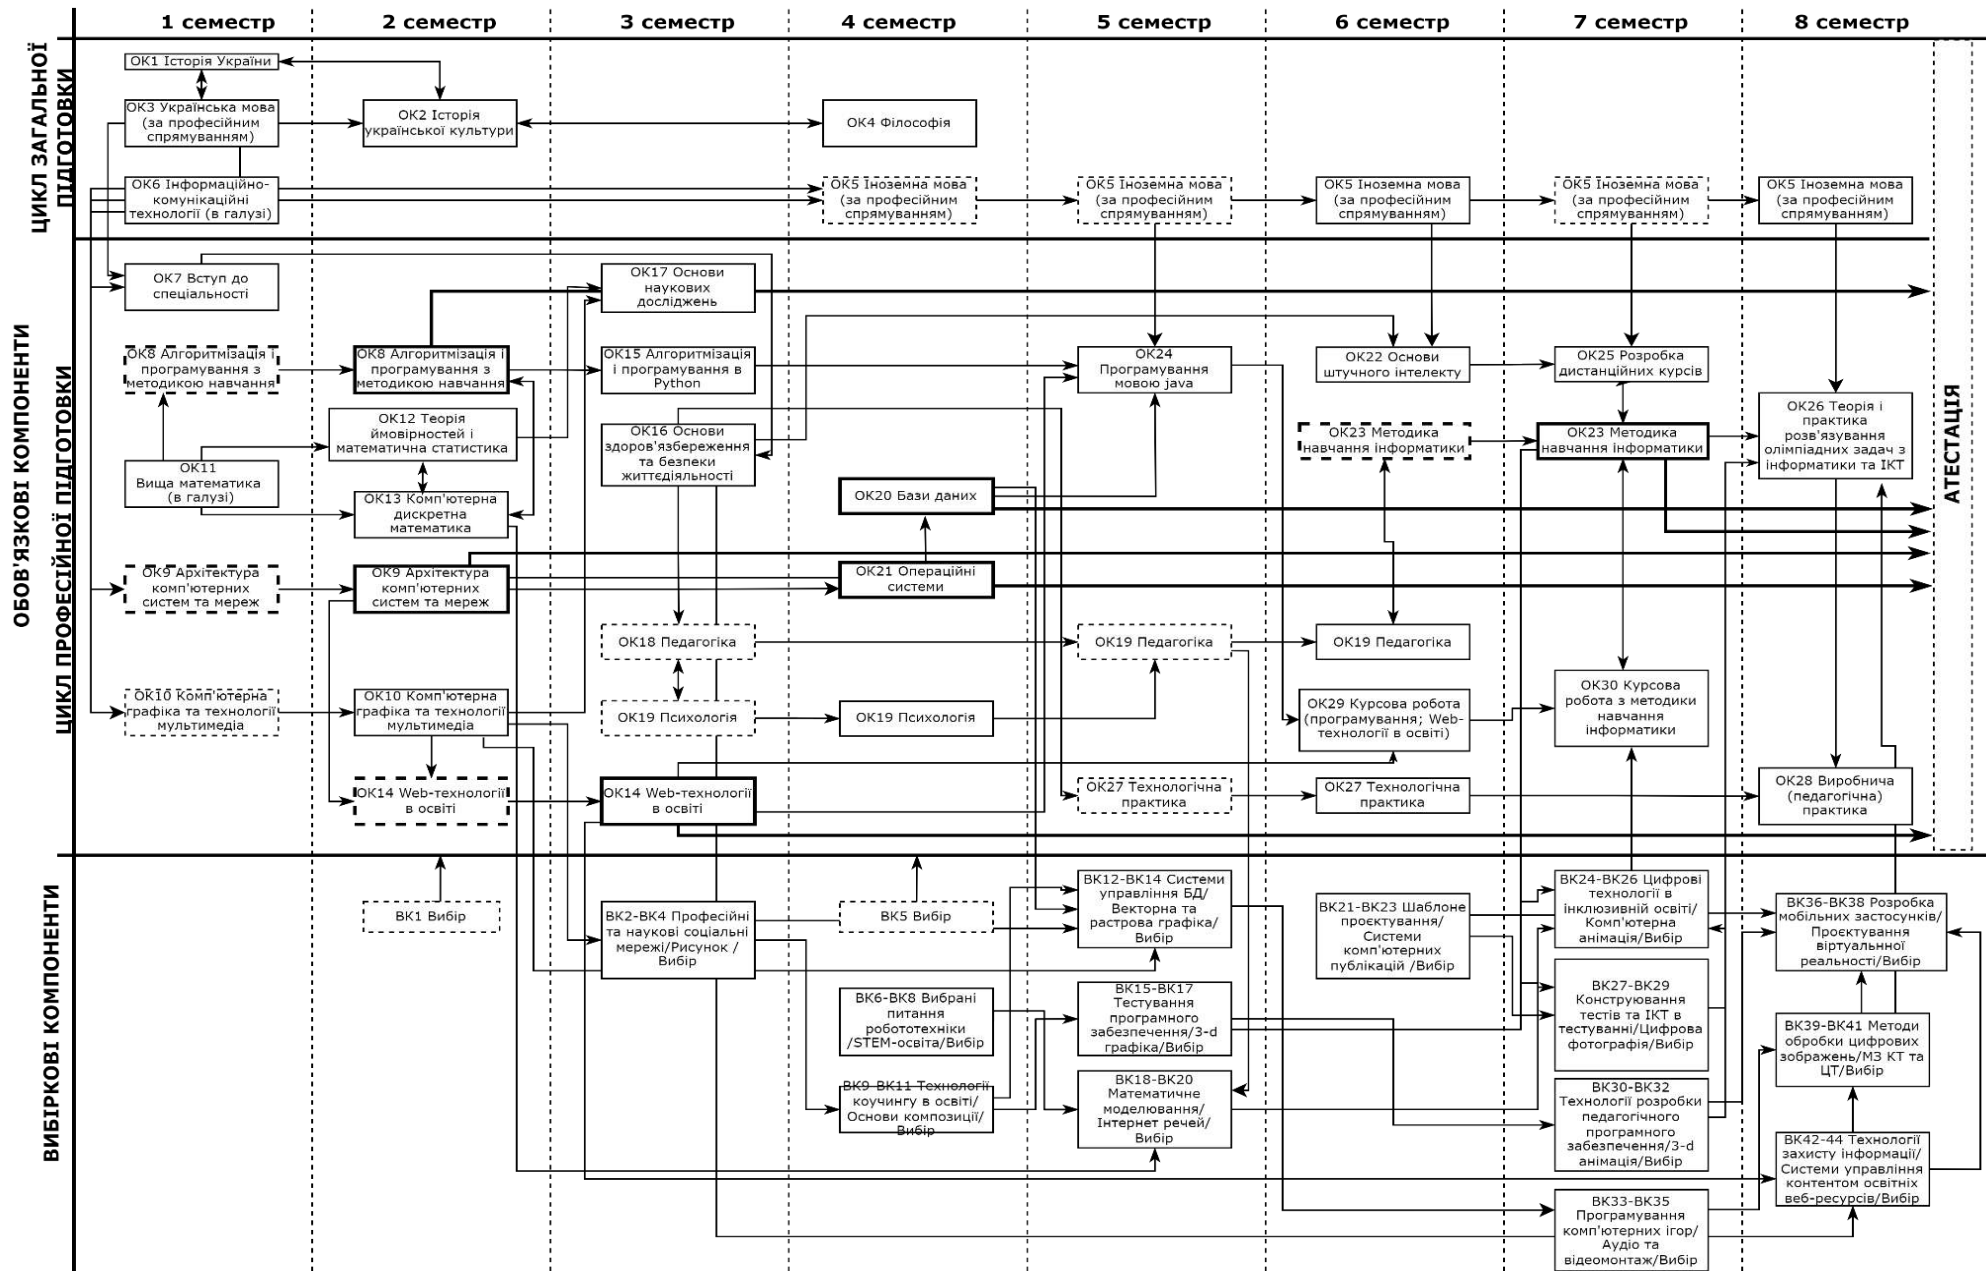 1 семестр
2 семестр
3 семестр
4 семестр
5 семестр
6 семестр
7 семестр
8 семестр
ОБОВ'ЯЗКОВІ КОМПОНЕНТИ
ЦИКЛ ЗАГАЛЬНОЇ
ПІДГОТОВКИ
ОК1 Історія України
ОК3 Українська мова
(за професійним
спрямуванням)
ОК2 Історія
української культури
ОК4 Філософія
ОК6 Інформаційно-
комунікаційні
технології (в галузі)
ОК5 Іноземна мова
(за професійним
спрямуванням)
ОК5 Іноземна мова
(за професійним
спрямуванням)
ОК5 Іноземна мова
(за професійним
спрямуванням)
ОК5 Іноземна мова
(за професійним
спрямуванням)
ОК5 Іноземна мова
(за професійним
спрямуванням)
ЦИКЛ ПРОФЕСІЙНОЇ ПІДГОТОВКИ
ОК7 Вступ до
спеціальності
ОК8 Алгоритмізація і
програмування з
методикою навчання
ОК11
Вища математика
(в галузі)
ОК9 Архітектура
комп'ютерних
систем та мереж
ОК10 Комп'ютерна
графіка та технології
мультимедіа
ОК8 Алгоритмізація і
програмування з
методикою навчання
ОК12 Теорія
ймовірностей і
математична статистика
ОК13 Комп'ютерна
дискретна
математика
ОК9 Архітектура
комп'ютерних
систем та мереж
ОК10 Комп'ютерна
графіка та технології
мультимедіа
ОК14 Web-технології
в освіті
ОК17 Основи
наукових
досліджень
ОК15 Алгоритмізація
і програмування в
Python
ОК16 Основи
здоров'язбереження
та безпеки
життєдіяльності
ОК18 Педагогіка
ОК19 Психологія
ОК14 Web-технології
в освіті
ОК20 Бази даних
ОК21 Операційні
системи
ОК19 Психологія
ОК24
Програмування
мовою java
ОК19 Педагогіка
ОК27 Технологічна
практика
ОК22 Основи
штучного інтелекту
ОК23 Методика
навчання інформатики
ОК19 Педагогіка
ОК29 Курсова робота
(програмування; Web-
технології в освіті)
ОК27 Технологічна
практика
ОК25 Розробка
дистанційних курсів
ОК23 Методика
навчання інформатики
ОК30 Курсова
робота з методики
навчання
інформатики
ОК26 Теорія і
практика
розв'язування
олімпіадних задач з
інформатики та ІКТ
ОК28 Виробнича
(педагогічна)
практика
АТЕСТАЦІЯ
ВИБІРКОВІ КОМПОНЕНТИ
ВК1 Вибір
ВК2-ВК4 Професійні
та наукові соціальні
мережі/Рисунок /
Вибір
ВК5 Вибір
ВК6-ВК8 Вибрані
питання
робототехніки
/STEM-освіта/Вибір
ВК9-ВК11 Технології
коучингу в освіті/
Основи композиції/
Вибір
ВК12-ВК14 Системи
управління БД/
Векторна та
растрова графіка/
Вибір
ВК15-ВК17
Тестування
програмного
забезпечення/3-d
графіка/Вибір
ВК18-ВК20
Математичне
моделювання/
Інтернет речей/
Вибір
ВК21-ВК23 Шаблоне
проєктування/
Системи
комп'ютерних
публікацій /Вибір
ВК24-ВК26 Цифрові
технології в
інклюзивній освіті/
Комп'ютерна
анімація/Вибір
ВК27-ВК29
Конструювання
тестів та ІКТ в
тестуванні/Цифрова
фотографія/Вибір
ВК30-ВК32
Технології розробки
педагогічного
програмного
забезпечення/3-d
анімація/Вибір
ВК33-ВК35
Програмування
комп'ютерних ігор/
Аудіо та
відеомонтаж/Вибір
ВК36-ВК38 Розробка
мобільних застосунків/
Проєктування
віртуальнної
реальності/Вибір
ВК39-ВК41 Методи
обробки цифрових
зображень/МЗ КТ та
ЦТ/Вибір
ВК42-44 Технології
захисту інформації/
Системи управління
контентом освітніх
веб-ресурсів/Вибір